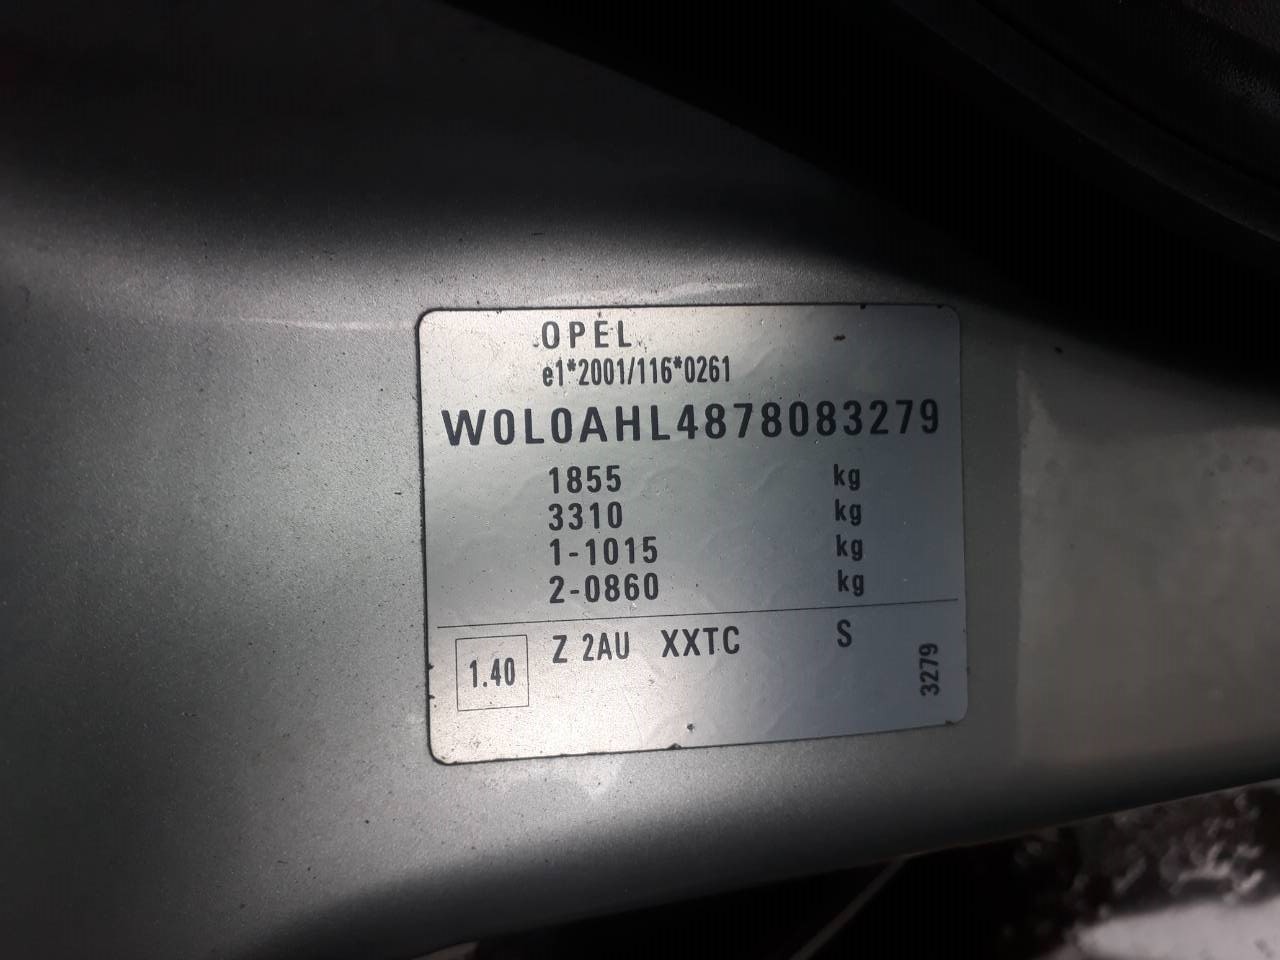 OPEL
e1*2001/116*0261
W0L0AHL4878083279
1855 kg
3310 kg
1-1015 kg
2-0860 kg
1.40 Z 2AU XXTC S
3279